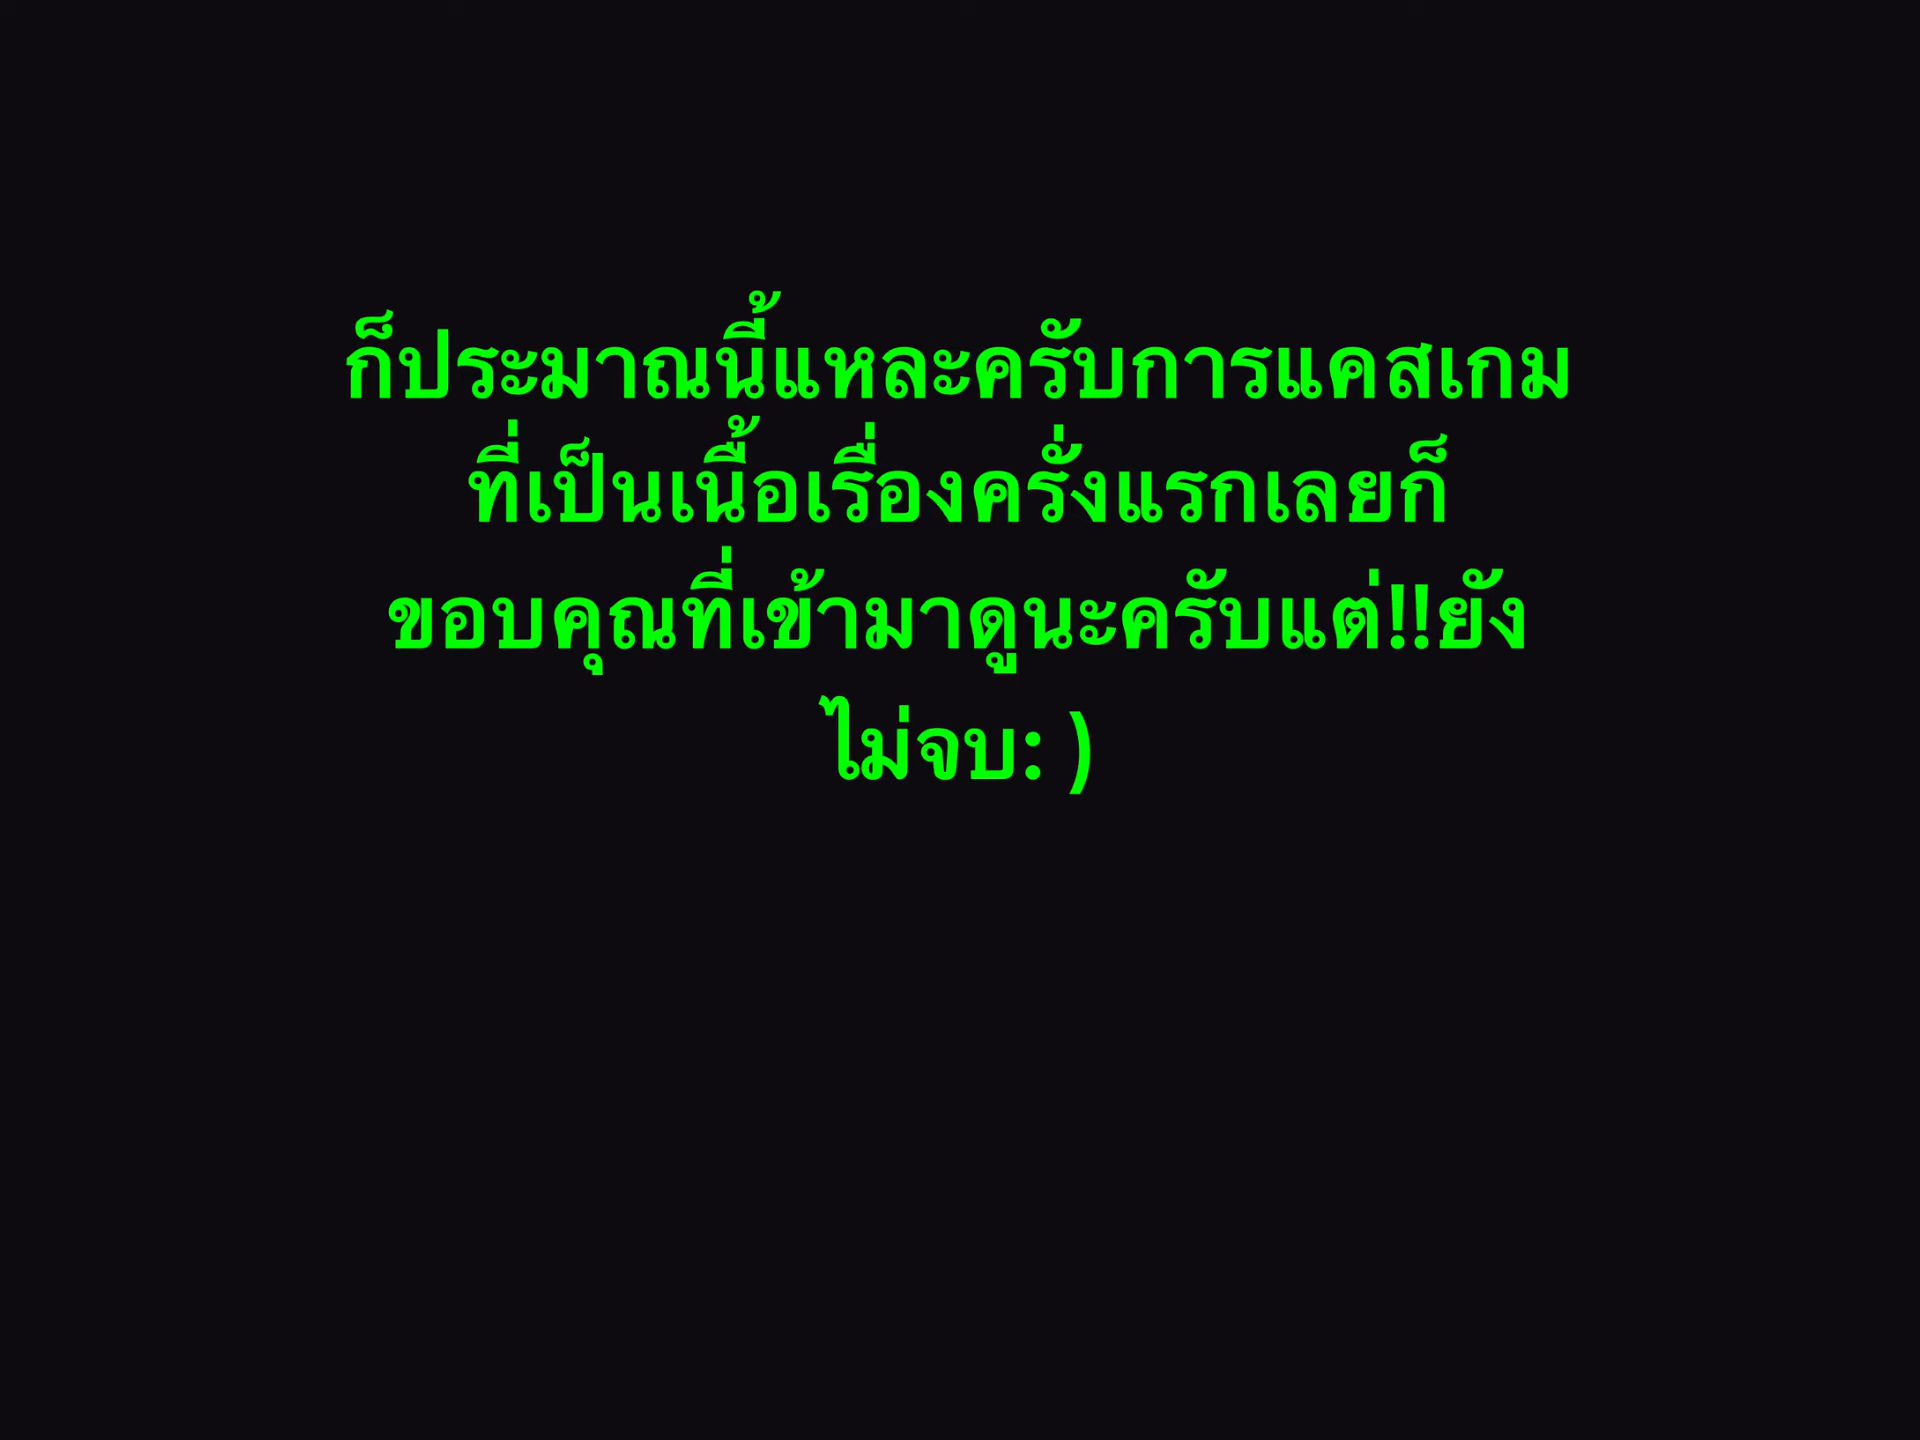 ก็ประมาณนี้แหละครับการแคสเกม
ที่เป็นเนื้อเรื่องครั่งแรกเลยก็
ขอบคุณที่เข้ามาดูนะครับแต่!!ยัง
ไม่จบ: )